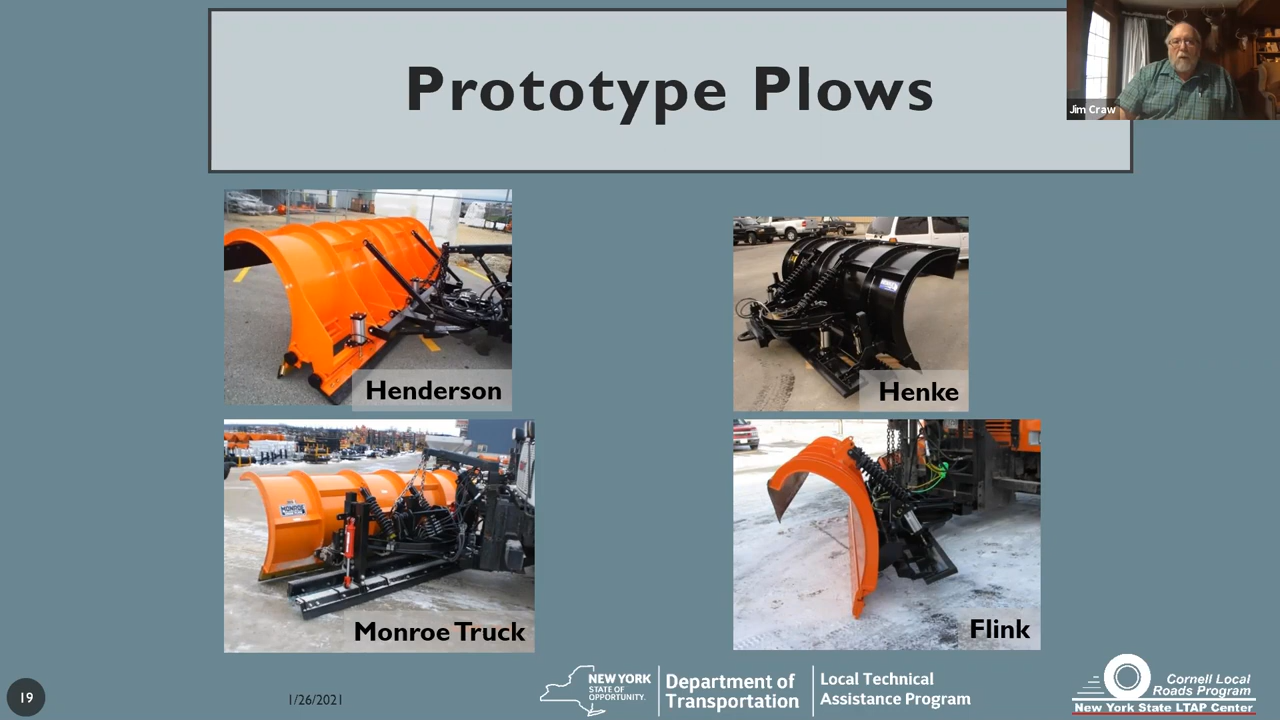 Prototype Plows
Jim Craw
Henderson
Henke
MONROE
Monroe Truck
Flink
19
1/26/2021
NEW YORK
STATE OF
OPPORTUNITY.
Department of
Transportation
Local Technical
Assistance Program
Cornell Local
Roads Program
New York State LTAP Center